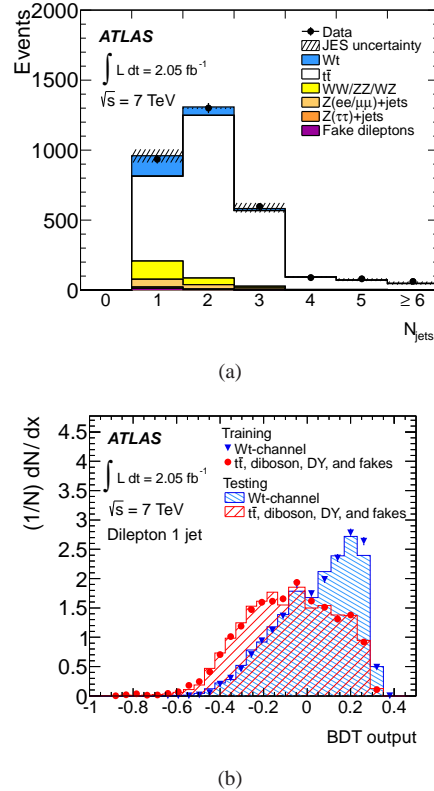 Events
2000
1500
1000
500
0
ATLAS
∫ L dt = 2.05 fb⁻¹
√s = 7 TeV
Data
JES uncertainty
Wt
tt̄
WW/ZZ/WZ
Z(ee/μμ)+jets
Z(ττ)+jets
Fake dileptons
0 1 2 3 4 5 ≥ 6
N_jets
(a)
(1/N) dN/ dx
4.5
4
3.5
3
2.5
2
1.5
1
0.5
0
ATLAS
∫ L dt = 2.05 fb⁻¹
√s = 7 TeV
Dilepton 1 jet
Training
Wt-channel
tt̄, diboson, DY, and fakes
Testing
Wt-channel
tt̄, diboson, DY, and fakes
-1 -0.8 -0.6 -0.4 -0.2 0 0.2 0.4
BDT output
(b)